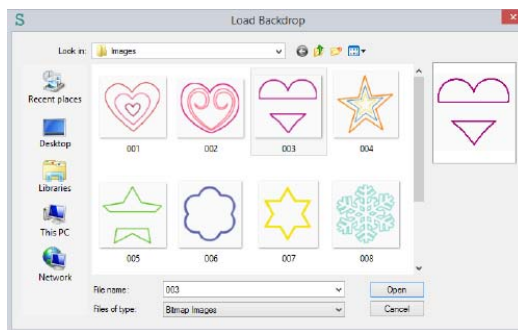 S
Load Backdrop
Look in:
Images
Recent places
Desktop
Libraries
This PC
Network
001
002
003
004
005
006
007
008
File name:
003
Open
Files of type:
Bitmap Images
Cancel